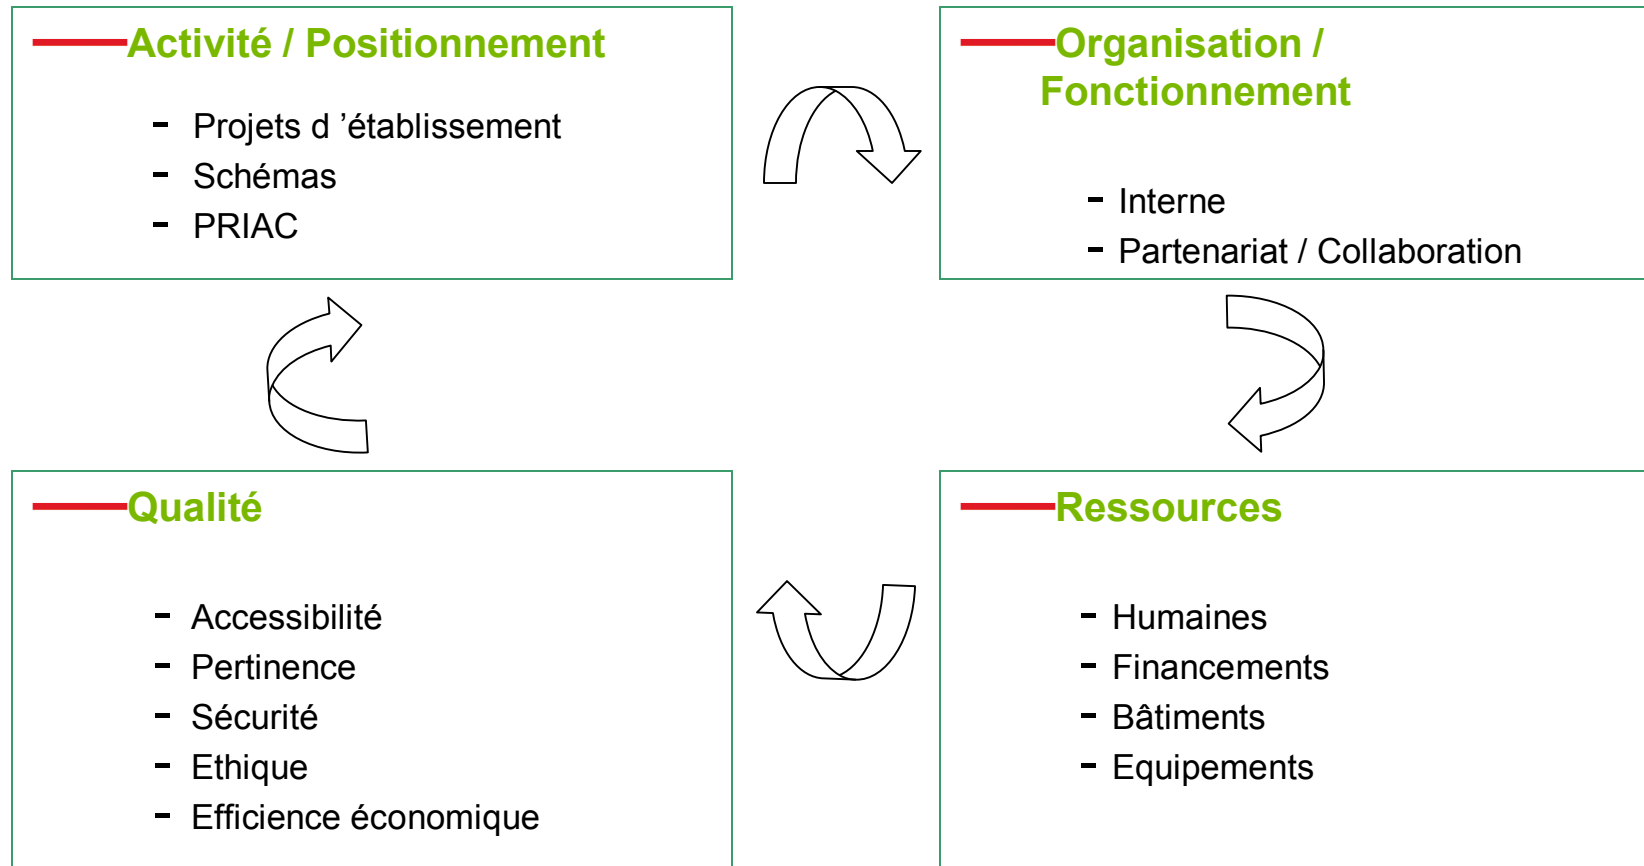 Activité / Positionnement
- Projets d ’établissement
- Schémas
- PRIAC
Organisation /
Fonctionnement
- Interne
- Partenariat / Collaboration
Qualité
- Accessibilité
- Pertinence
- Sécurité
- Ethique
- Efficience économique
Ressources
- Humaines
- Financements
- Bâtiments
- Equipements